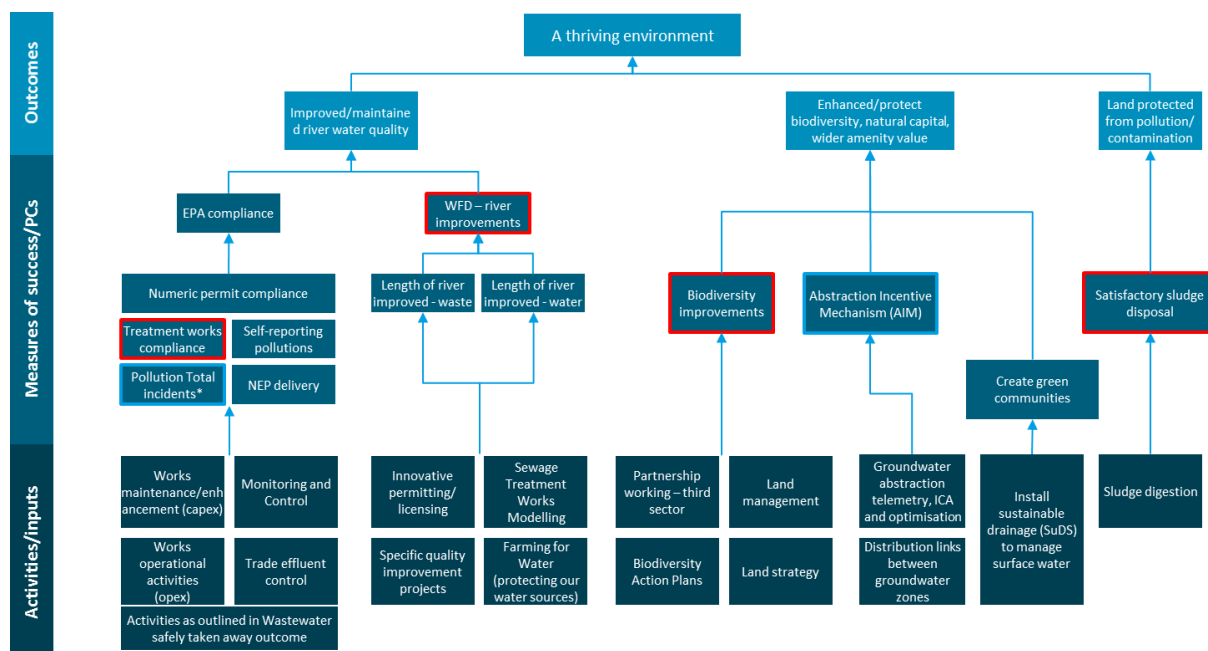 Outcomes
A thriving environment
Improved/maintaine
d river water quality
Enhanced/protect
biodiversity, natural capital,
wider amenity value
Land protected
from pollution/
contamination
Measures of success/PCs
EPA compliance
WFD – river
improvements
Numeric permit compliance
Length of river
improved - waste
Length of river
improved - water
Treatment works
compliance
Self-reporting
pollutions
Pollution Total
incidents*
NEP delivery
Biodiversity
improvements
Abstraction Incentive
Mechanism (AIM)
Satisfactory sludge
disposal
Create green
communities
Activities/inputs
Works
maintenance/enh
ancement (capex)
Monitoring and
Control
Works
operational
activities
(opex)
Trade effluent
control
Activities as outlined in Wastewater
safely taken away outcome
Innovative
permitting/
licensing
Sewage
Treatment
Works
Modelling
Specific quality
improvement
projects
Farming for
Water
(protecting our
water sources)
Partnership
working – third
sector
Land
management
Biodiversity
Action Plans
Land strategy
Groundwater
abstraction
telemetry, ICA
and optimisation
Distribution links
between
groundwater
zones
Install
sustainable
drainage (SuDS)
to manage
surface water
Sludge digestion